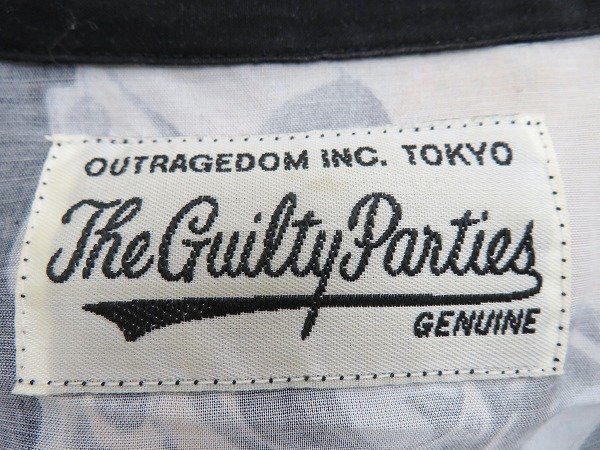 OUTRAGEDOM INC. TOKYO
The Guilty Parties
GENUINE